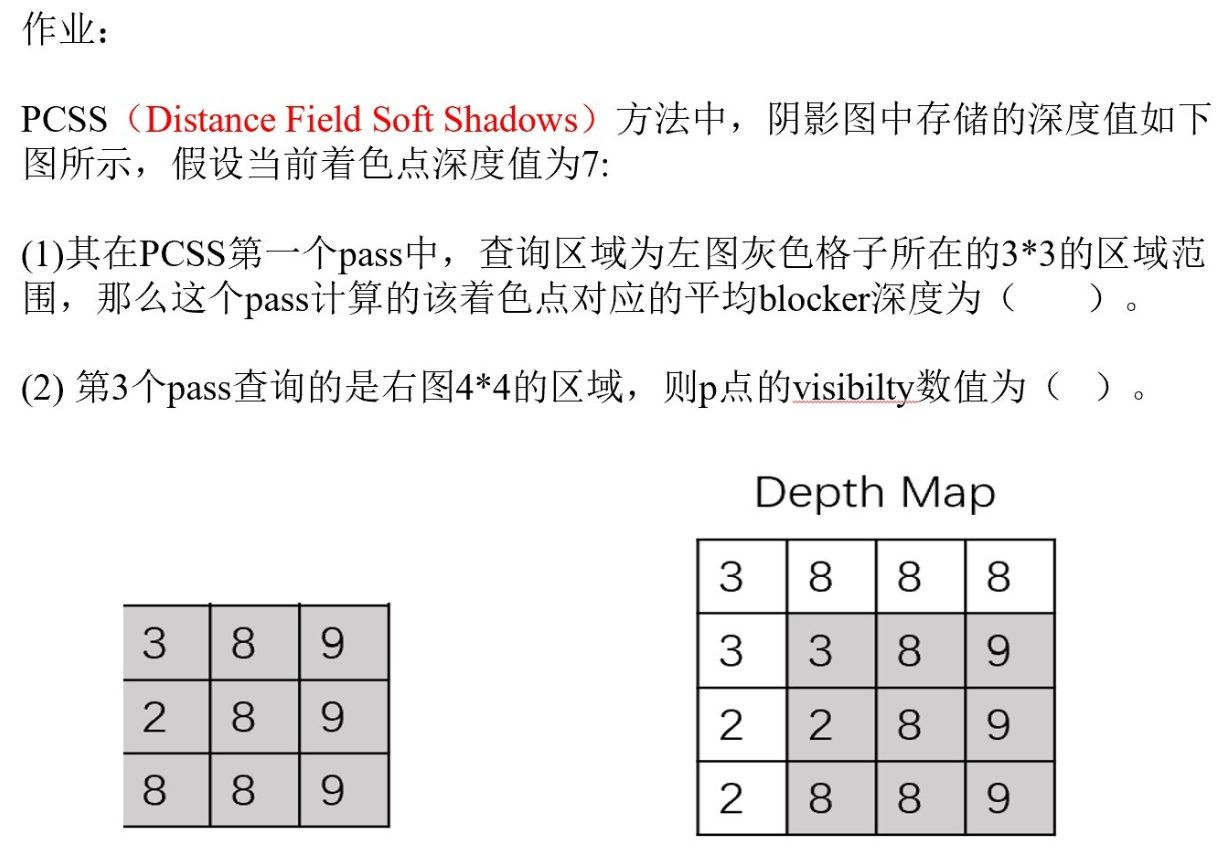 作业：
PCSS（Distance Field Soft Shadows）方法中，阴影图中存储的深度值如下
图所示，假设当前着色点深度值为7:
(1)其在PCSS第一个pass中，查询区域为左图灰色格子所在的3*3的区域范
围，那么这个pass计算的该着色点对应的平均blocker深度为（ ）。
(2) 第3个pass查询的是右图4*4的区域，则p点的visibilty数值为（ ）。
Depth Map
3 8 9
2 8 9
8 8 9
3 8 8 8
3 3 8 9
2 2 8 9
2 8 8 9